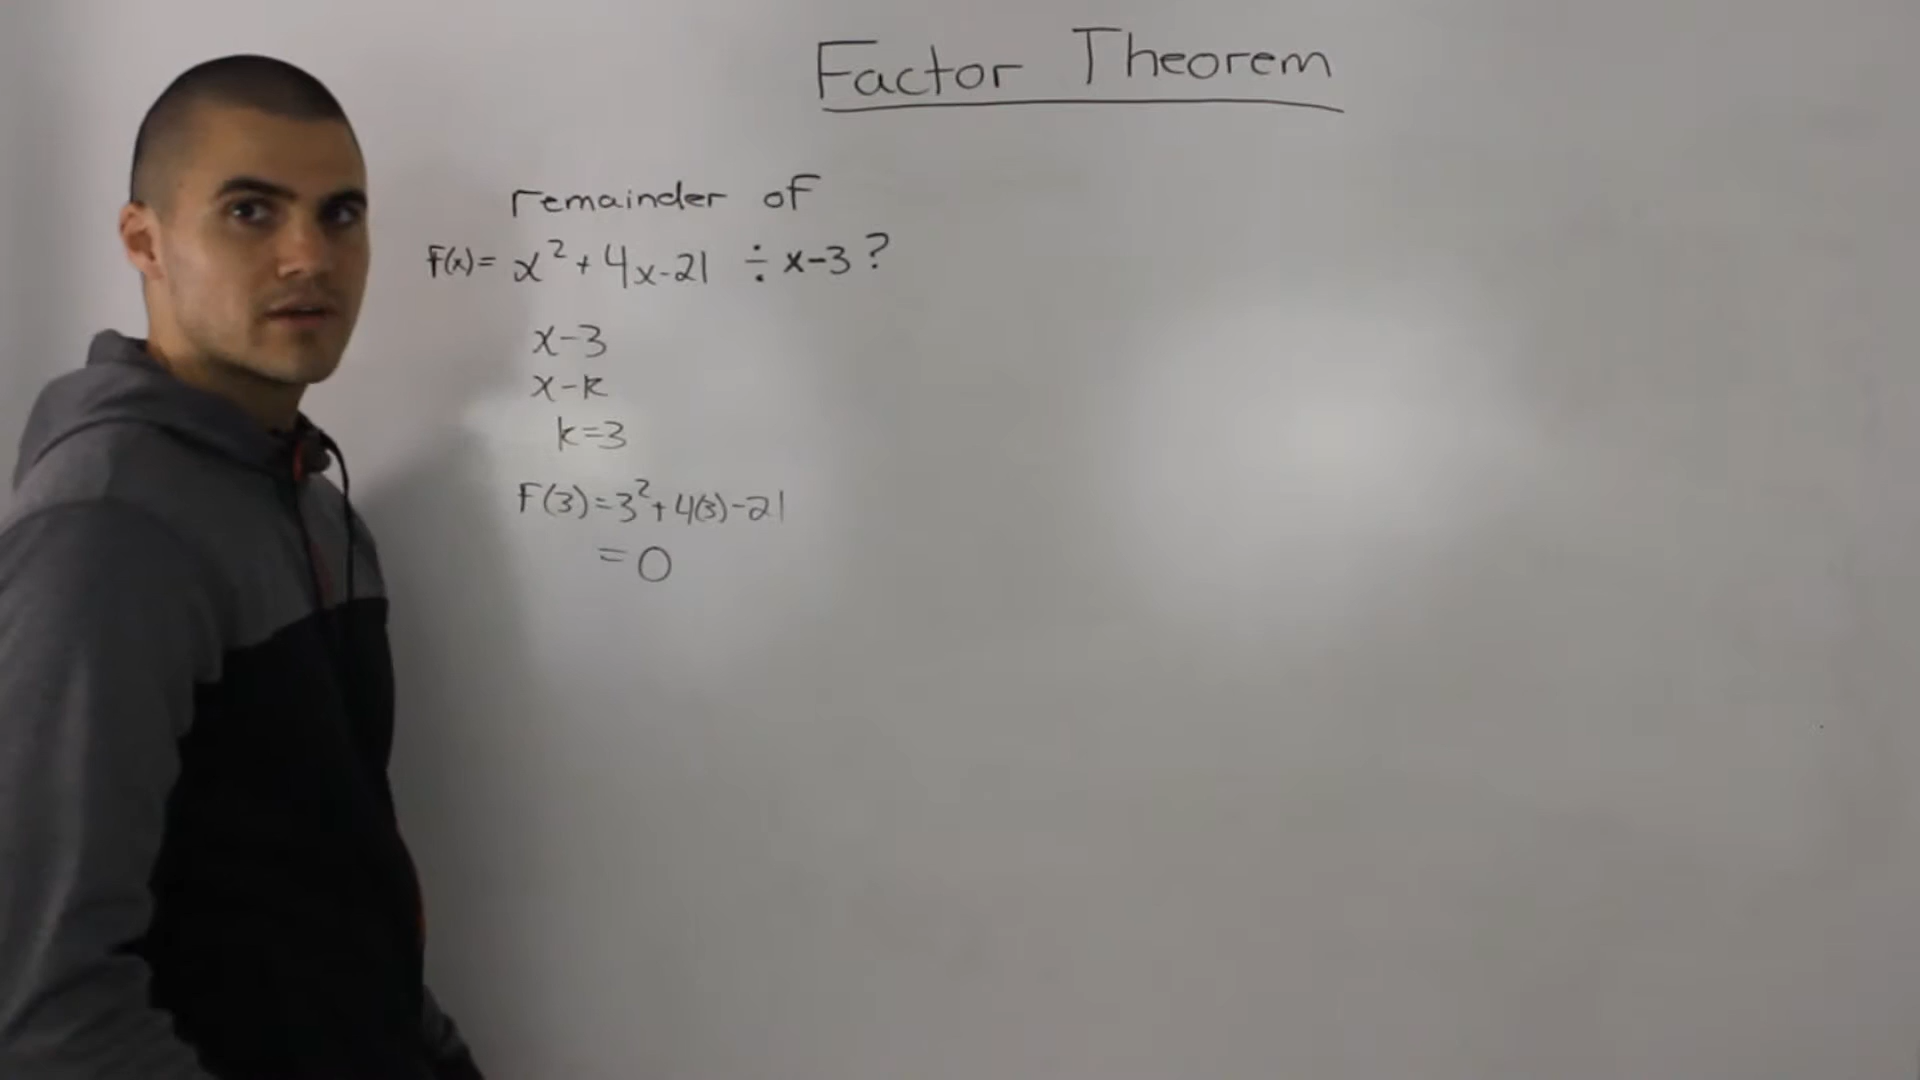 Factor Theorem
remainder of
F(x)= x²+4x-21 ÷ x-3?
x-3
x-k
k=3
F(3)=3²+4(3)-21
=0